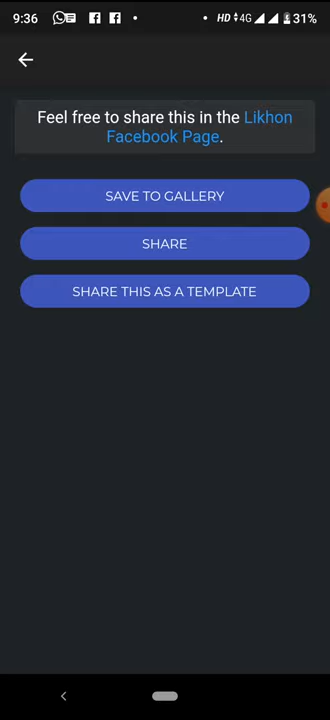 9:36 HD 4G 31%
Feel free to share this in the Likhon
Facebook Page.
SAVE TO GALLERY
SHARE
SHARE THIS AS A TEMPLATE